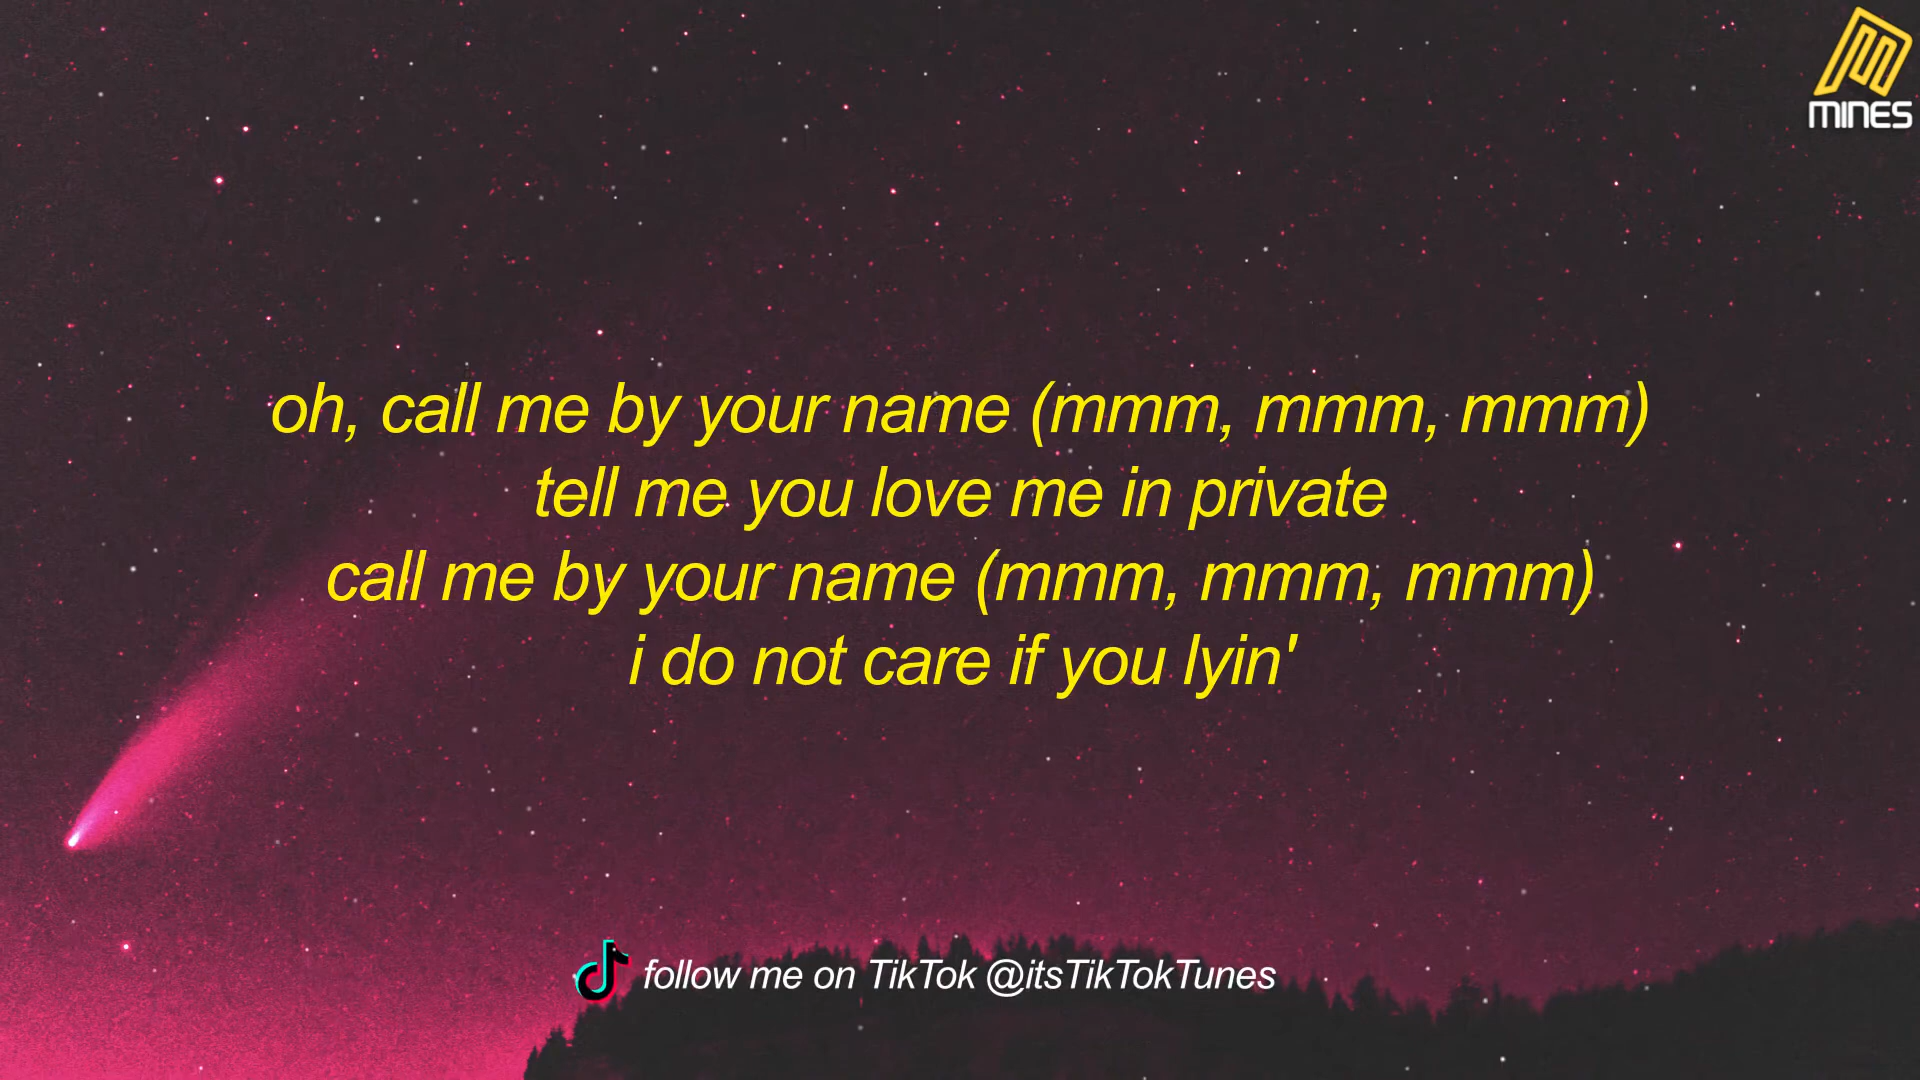 MINES
oh, call me by your name (mmm, mmm, mmm)
tell me you love me in private
call me by your name (mmm, mmm, mmm)
i do not care if you lyin'
follow me on TikTok @itsTikTokTunes